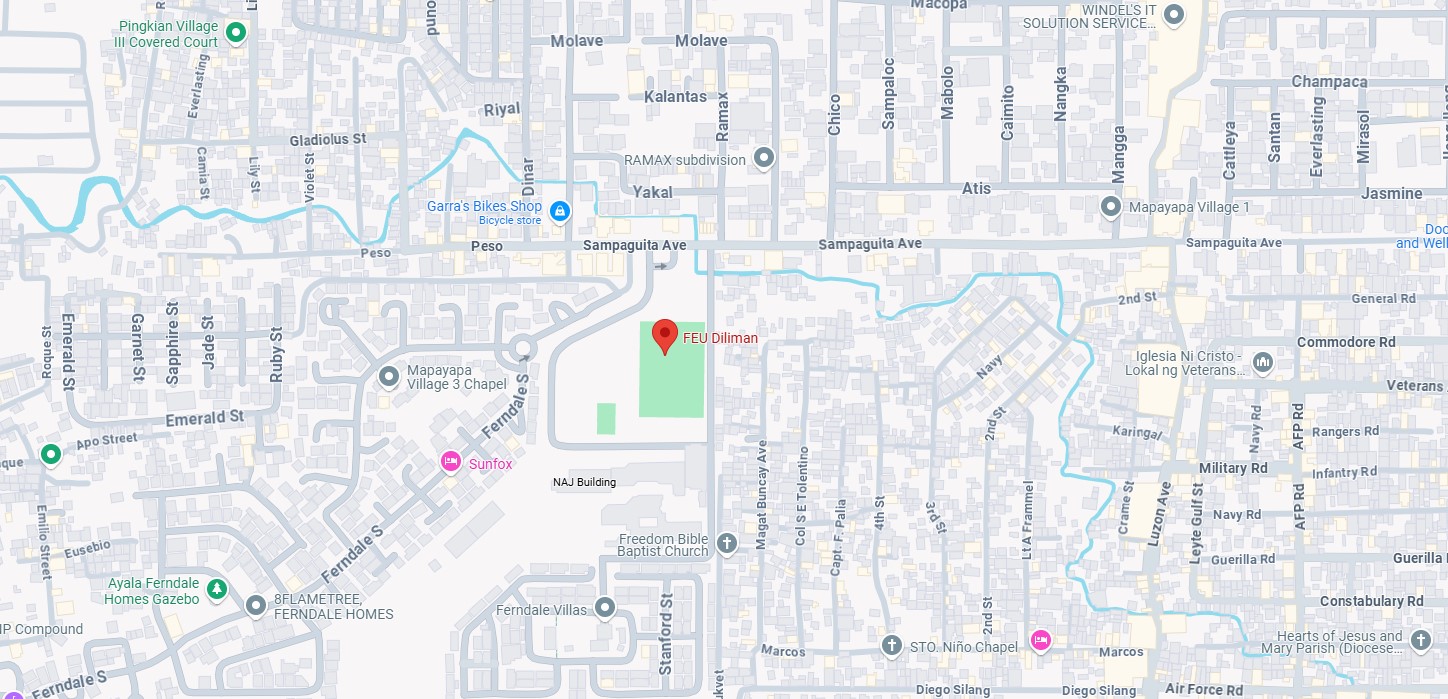 Macopa
WINDEL'S IT
SOLUTION SERVICE...
Pingkian Village
III Covered Court
Molave
Molave
Everlasting
Riyal
Kalantas
Ramax
Chico
Sampaloc
Mabolo
Caimito
Nangka
Mangga
Champaca
Cattleya
Santan
Everlasting
Mirasol
Gladiolus St
Camia St
Lily St
Violet St
Dinar
RAMAX subdivision
Yakal
Atis
Jasmine
Garra's Bikes Shop
Bicycle store
Mapayapa Village 1
Peso
Peso
Sampaguita Ave
Sampaguita Ave
Sampaguita Ave
Doc
and Well
2nd St
General Rd
Roque St
Emerald St
Garnet St
Sapphire St
Jade St
Ruby St
FEU Diliman
Commodore Rd
Navy
Iglesia Ni Cristo -
Lokal ng Veterans...
Veterans
Mapayapa
Village 3 Chapel
Ferndale S
Emerald St
Apo Street
2nd St
Karingal
Navy Rd
AFP Rd
Rangers Rd
que
Sunfox
NAJ Building
Military Rd
Infantry Rd
Magat Buncay Ave
Col S E Tolentino
Capt. F. Palia
4th St
3rd St
Lt A Frammel
Crame St
Luzon Ave
Leyte Gulf St
AFP Rd
Navy Rd
Emilio Street
Eusebio
Ferndale S
Freedom Bible
Baptist Church
Guerilla Rd
Guerilla
Ayala Ferndale
Homes Gazebo
8FLAMETREE,
FERNDALE HOMES
Ferndale Villas
Stanford St
2nd St
Constabulary Rd
IP Compound
STO. Niño Chapel
Marcos
Marcos
Hearts of Jesus and
Mary Parish (Diocese...
Ferndale S
Diego Silang
Diego Silang
Air Force Rd